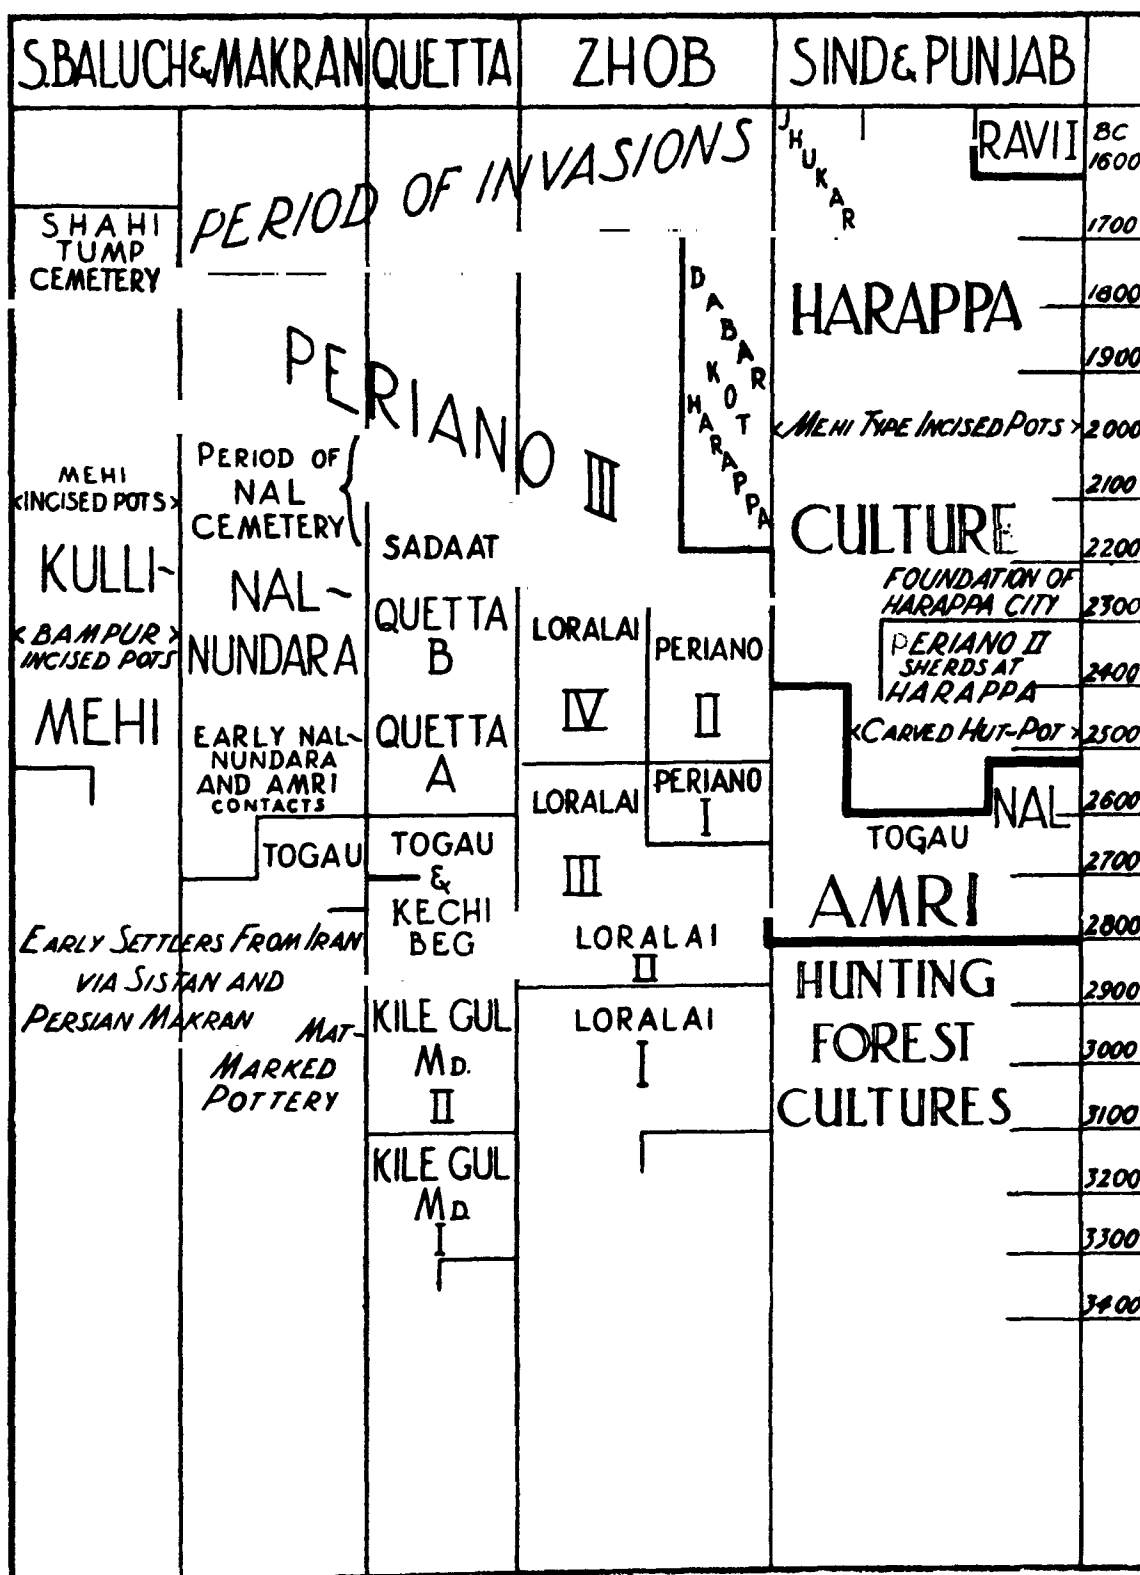 S.BALUCH & MAKRAN
QUETTA
ZHOB
SIND & PUNJAB
PERIOD OF INVASIONS
SHAHI
TUMP
CEMETERY
PERIANO III
MEHI
<INCISED POTS>
KULLI~
<BAMPUR>
INCISED POTS
MEHI
PERIOD OF
NAL
CEMETERY
NAL~
NUNDARA
EARLY NAL~
NUNDARA
AND AMRI
CONTACTS
TOGAU
EARLY SETTLERS FROM IRAN
VIA SISTAN AND
PERSIAN MAKRAN
MAT-
MARKED
POTTERY
SADAAT
QUETTA
B
QUETTA
A
TOGAU
&
KECHI
BEG
KILE GUL
MD.
II
KILE GUL
MD
I
DABAR
KOT
HARAPPA
LORALAI
IV
PERIANO
II
LORALAI
III
PERIANO
I
LORALAI
II
LORALAI
I
JHUKAR
RAVI I
HARAPPA
<MEHI TYPE INCISED POTS>
CULTURE
FOUNDATION OF
HARAPPA CITY
PERIANO II
SHERDS AT
HARAPPA
<CARVED HUT-POT>
NAL
TOGAU
AMRI
HUNTING
FOREST
CULTURES
BC
1600
1700
1800
1900
2000
2100
2200
2300
2400
2500
2600
2700
2800
2900
3000
3100
3200
3300
3400